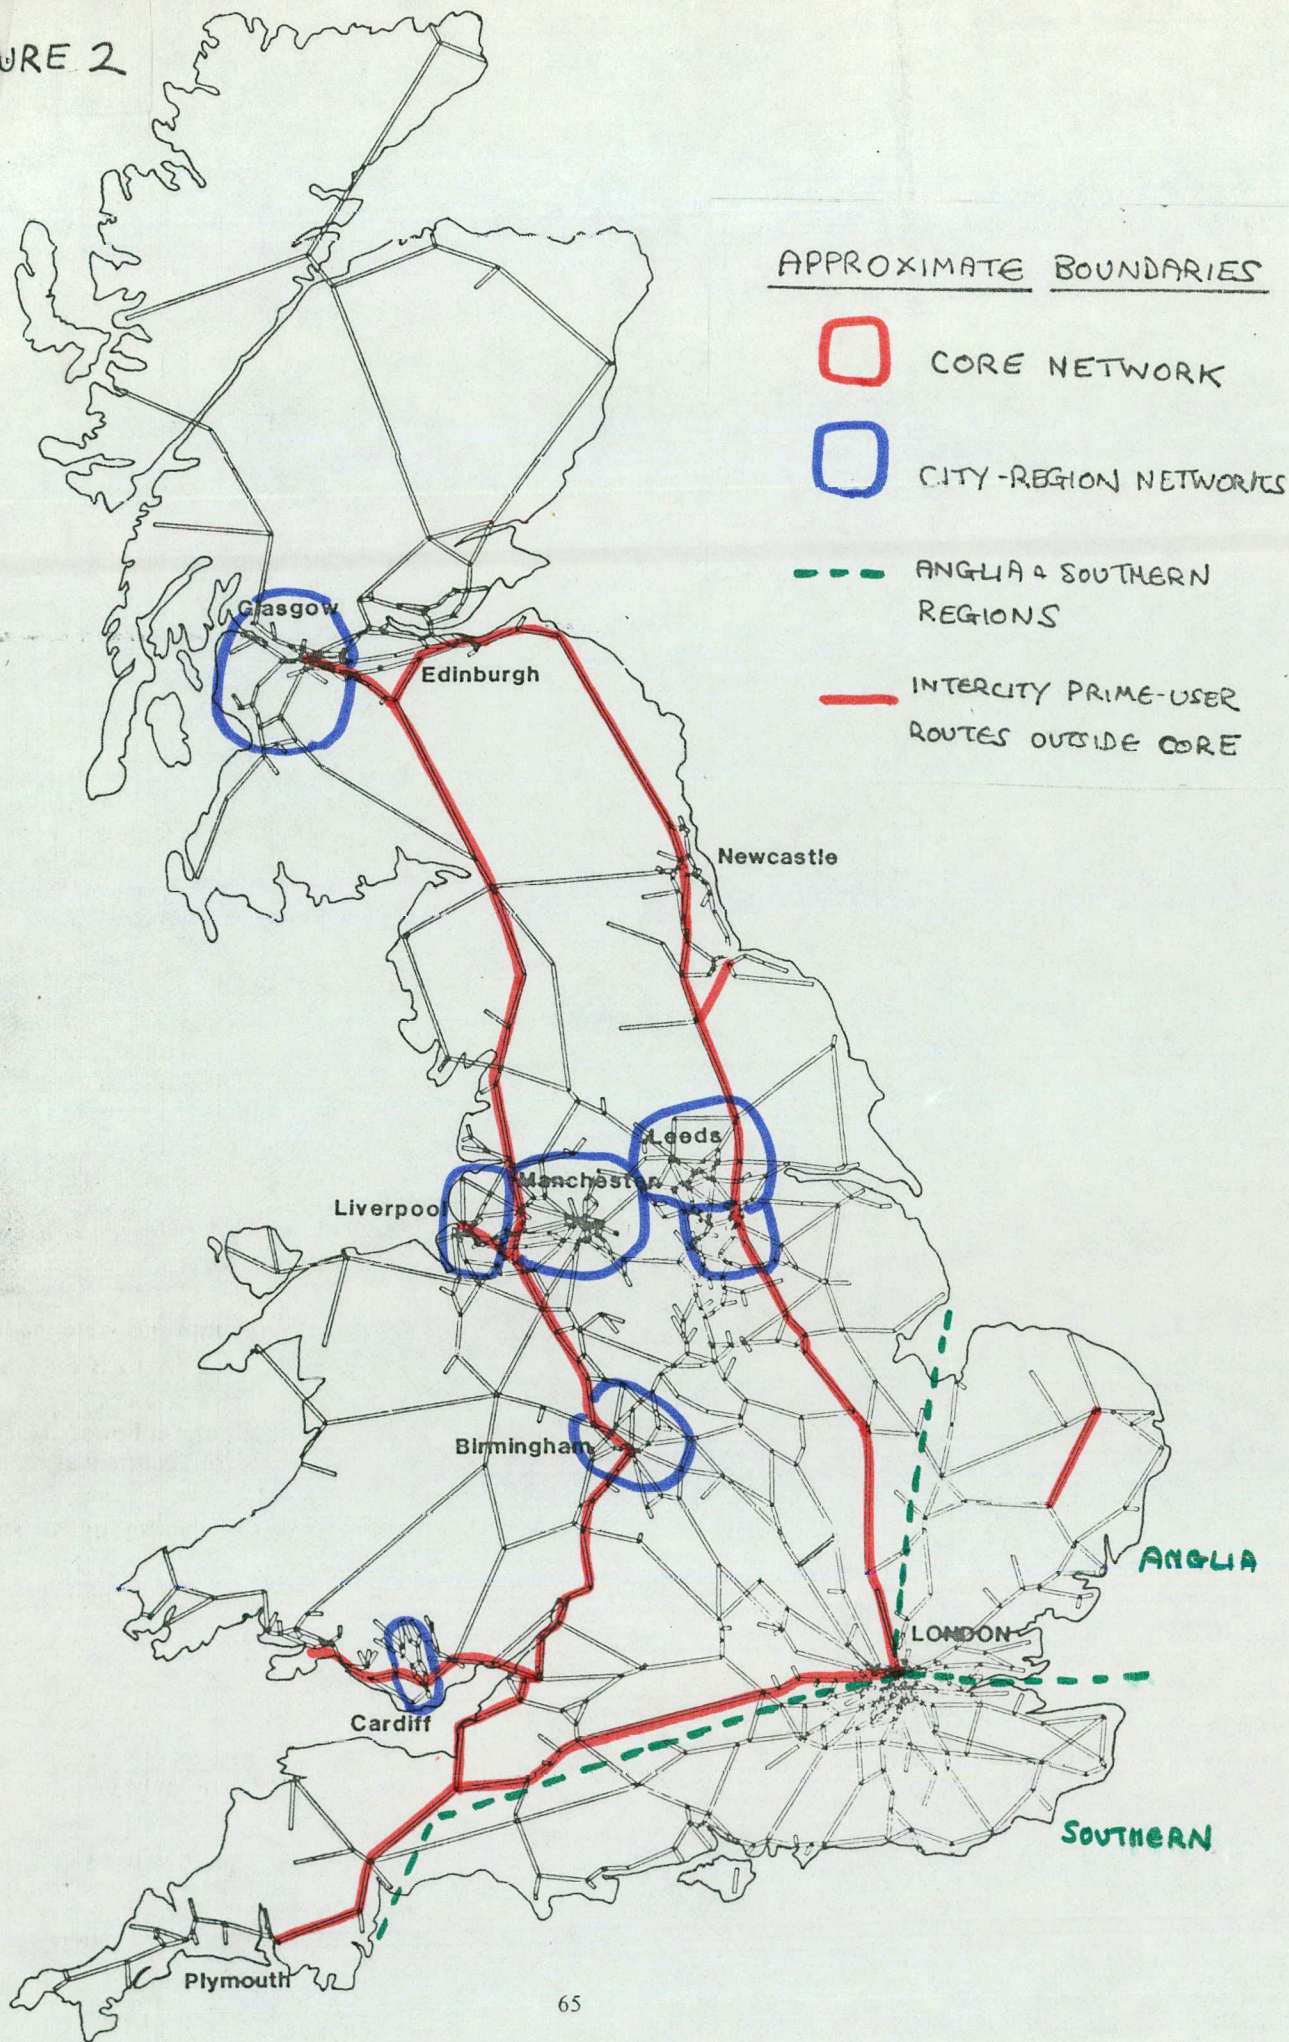 URE 2
APPROXIMATE BOUNDARIES
CORE NETWORK
CITY-REGION NETWORKS
ANGLIA & SOUTHERN
REGIONS
INTERCITY PRIME-USER
ROUTES OUTSIDE CORE
Glasgow
Edinburgh
Newcastle
Leeds
Manchester
Liverpool
Birmingham
ANGLIA
LONDON
Cardiff
SOUTHERN
Plymouth
65